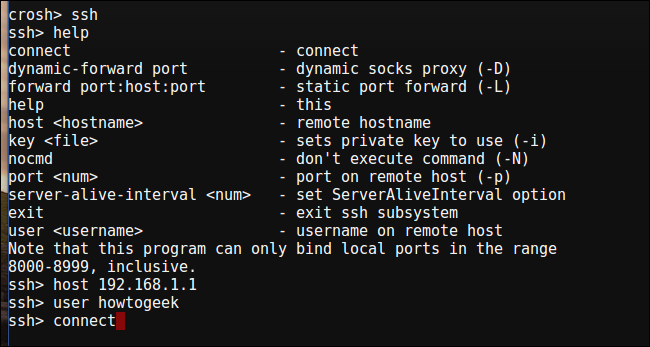 crosh> ssh
ssh> help
connect                       - connect
dynamic-forward port          - dynamic socks proxy (-D)
forward port:host:port        - static port forward (-L)
help                          - this
host <hostname>               - remote hostname
key <file>                    - sets private key to use (-i)
nocmd                         - don't execute command (-N)
port <num>                    - port on remote host (-p)
server-alive-interval <num>   - set ServerAliveInterval option
exit                          - exit ssh subsystem
user <username>               - username on remote host
Note that this program can only bind local ports in the range
8000-8999, inclusive.
ssh> host 192.168.1.1
ssh> user howtogeek
ssh> connect